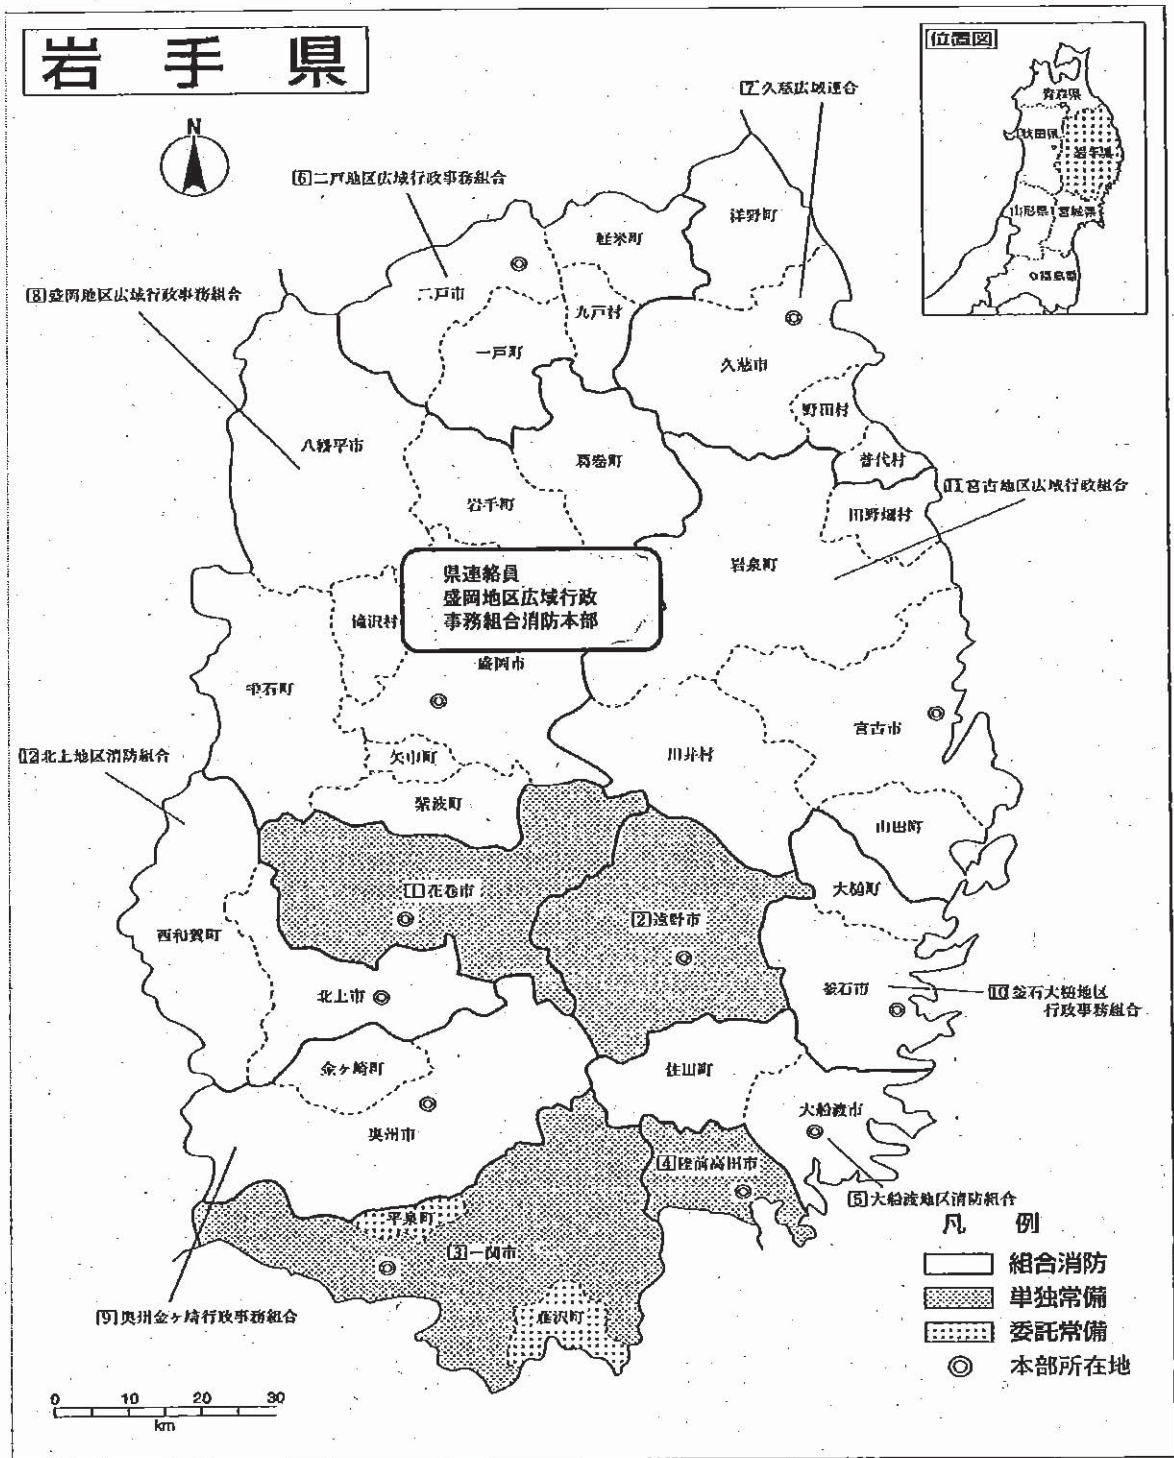 岩手県
位置図
青森県
秋田県
岩手県
山形県
宮城県
福島県
N
7 久慈広域連合
6 二戸地区広域行政事務組合
8 盛岡地区広域行政事務組合
洋野町
軽米町
二戸市
九戸村
一戸町
久慈市
野田村
普代村
八幡平市
葛巻町
岩手町
11 宮古地区広域行政組合
田野畑村
岩泉町
県連絡員
盛岡地区広域行政
事務組合消防本部
滝沢村
盛岡市
雫石町
宮古市
12 北上地区消防組合
矢巾町
川井村
紫波町
山田町
1 花巻市
大槌町
2 遠野市
西和賀町
北上市
釜石市
10 釜石大槌地区
行政事務組合
金ヶ崎町
住田町
大船渡市
奥州市
4 陸前高田市
5 大船渡地区消防組合
平泉町
3 一関市
9 奥州金ヶ崎行政事務組合
藤沢町
凡例
組合消防
単独常備
委託常備
本部所在地
0 10 20 30
km